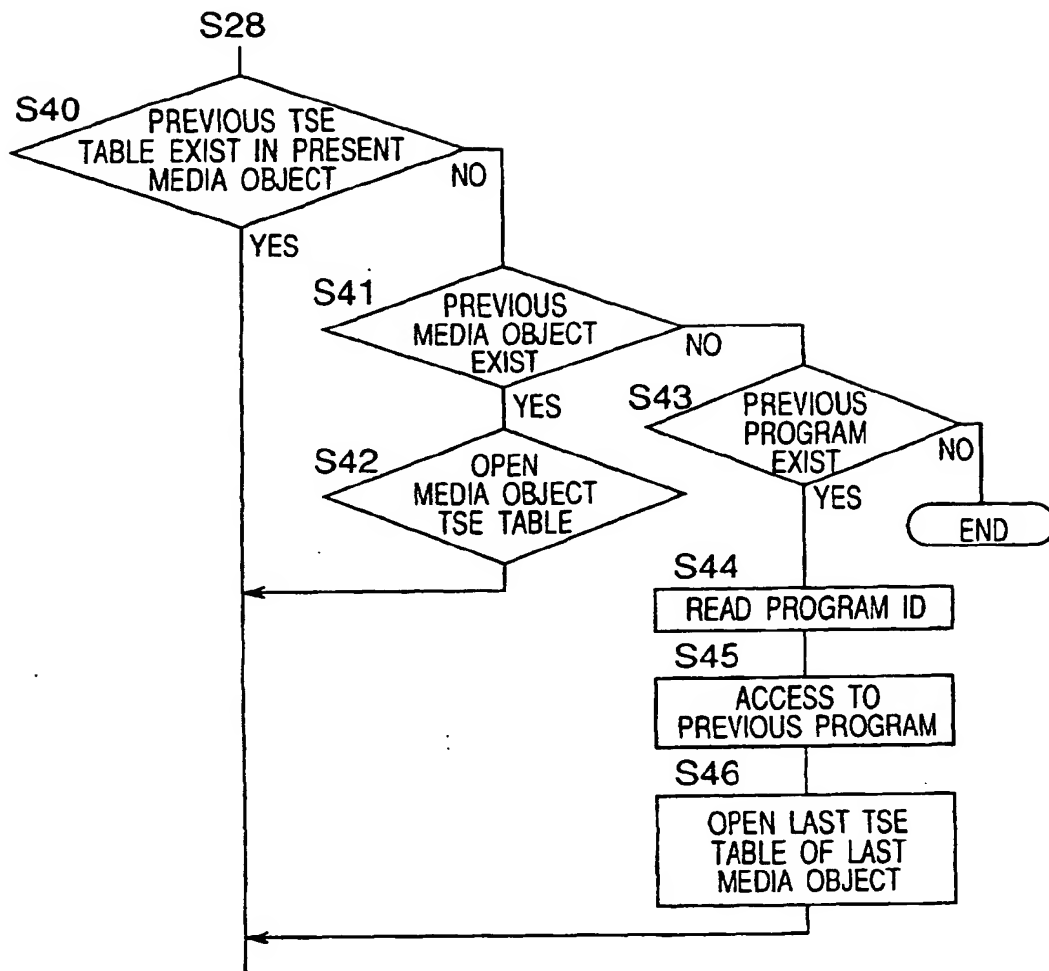 S28
S40
PREVIOUS TSE
TABLE EXIST IN PRESENT
MEDIA OBJECT
NO
YES
S41
PREVIOUS
MEDIA OBJECT
EXIST
NO
YES
S42
OPEN
MEDIA OBJECT
TSE TABLE
S43
PREVIOUS
PROGRAM
EXIST
NO
YES
END
S44
READ PROGRAM ID
S45
ACCESS TO
PREVIOUS PROGRAM
S46
OPEN LAST TSE
TABLE OF LAST
MEDIA OBJECT